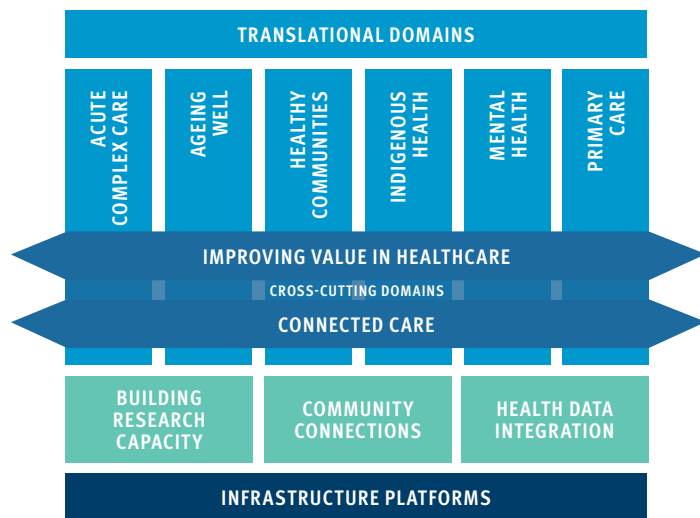 TRANSLATIONAL DOMAINS
ACUTE
COMPLEX CARE
AGEING
WELL
HEALTHY
COMMUNITIES
INDIGENOUS
HEALTH
MENTAL
HEALTH
PRIMARY
CARE
IMPROVING VALUE IN HEALTHCARE
CROSS-CUTTING DOMAINS
CONNECTED CARE
BUILDING
RESEARCH
CAPACITY
COMMUNITY
CONNECTIONS
HEALTH DATA
INTEGRATION
INFRASTRUCTURE PLATFORMS